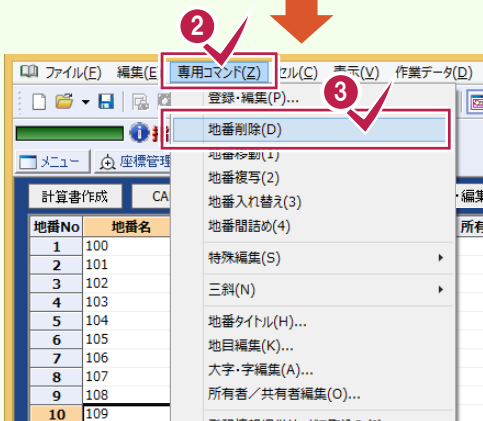 2
ファイル(F) 編集(E 専用コマンド(Z) セル(C) 表示(V) 作業データ(D)
3
登録・編集(P)...
地番削除(D)
地番移動(1)
メニュー 座標管理
地番複写(2)
計算書作成 CA 地番入れ替え(3) ・編集
地番No 地番名 地番間詰め(4) 所有
1 100
2 101 特殊編集(S)
3 102
4 103 三斜(N)
5 104 地番タイトル(H)...
6 105 地目編集(K)...
7 106
8 107 大字・字編集(A)...
9 108 所有者／共有者編集(O)...
10 109